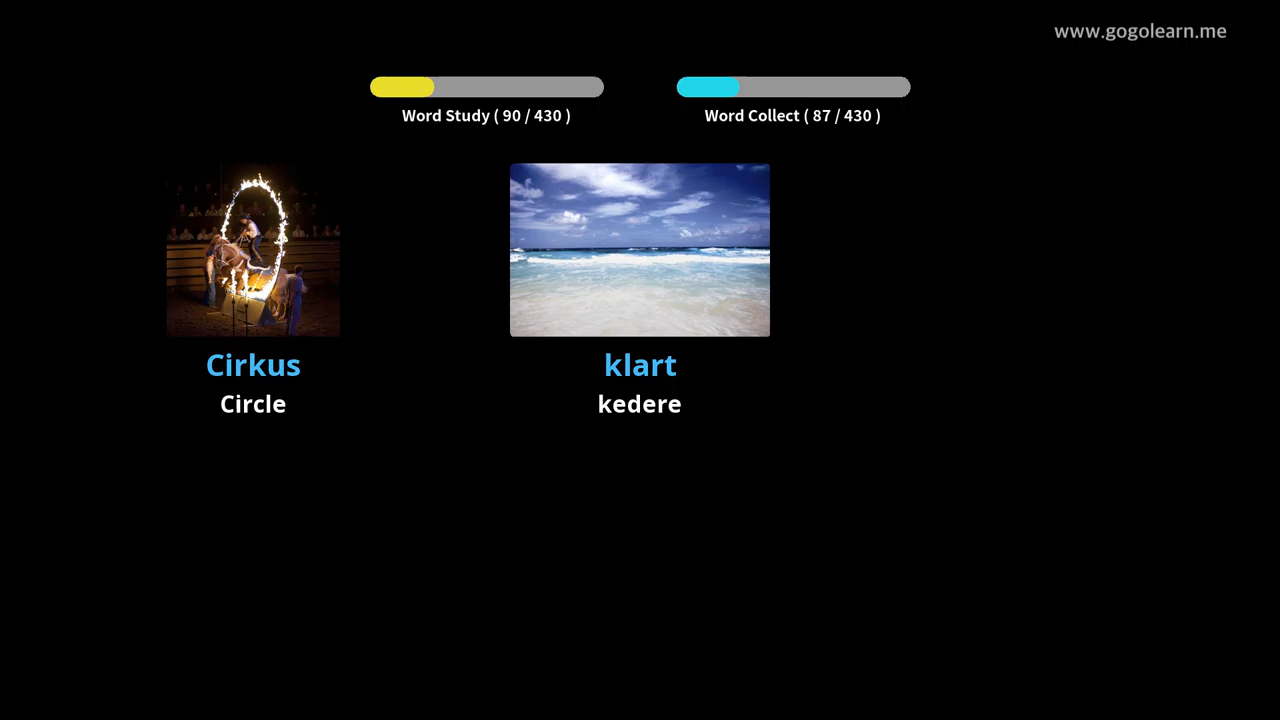 www.gogolearn.me
Word Study ( 90 / 430 )
Word Collect ( 87 / 430 )
Cirkus
Circle
klart
kedere